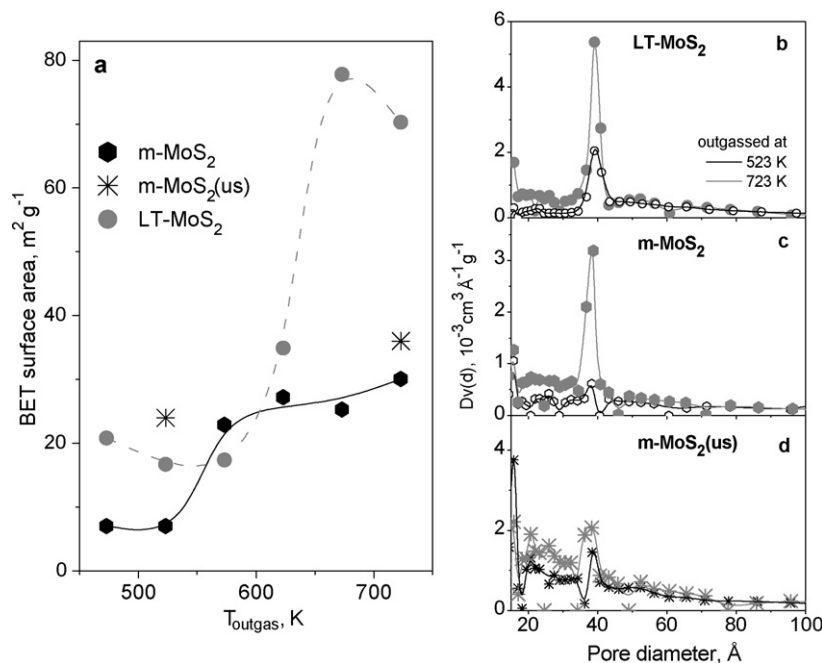 a
BET surface area, m² g⁻¹
80
60
40
20
0
m-MoS₂
m-MoS₂(us)
LT-MoS₂
500
600
700
T_outgas, K
6
4
2
0
LT-MoS₂
b
outgassed at
523 K
723 K
Dv(d), 10⁻³cm³ Å⁻¹g⁻¹
3
2
1
0
m-MoS₂
c
4
2
0
m-MoS₂(us)
d
20
40
60
80
100
Pore diameter, Å